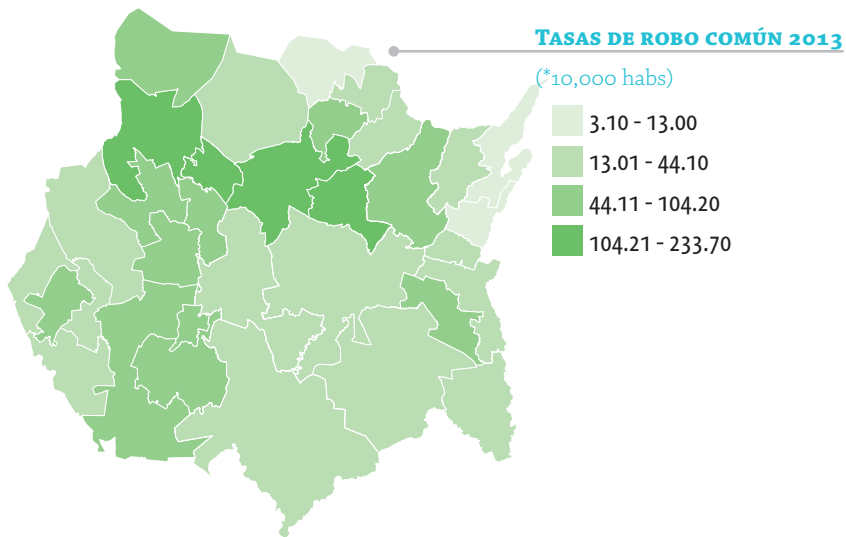 Tasas de robo común 2013
(*10,000 habs)
3.10 - 13.00
13.01 - 44.10
44.11 - 104.20
104.21 - 233.70